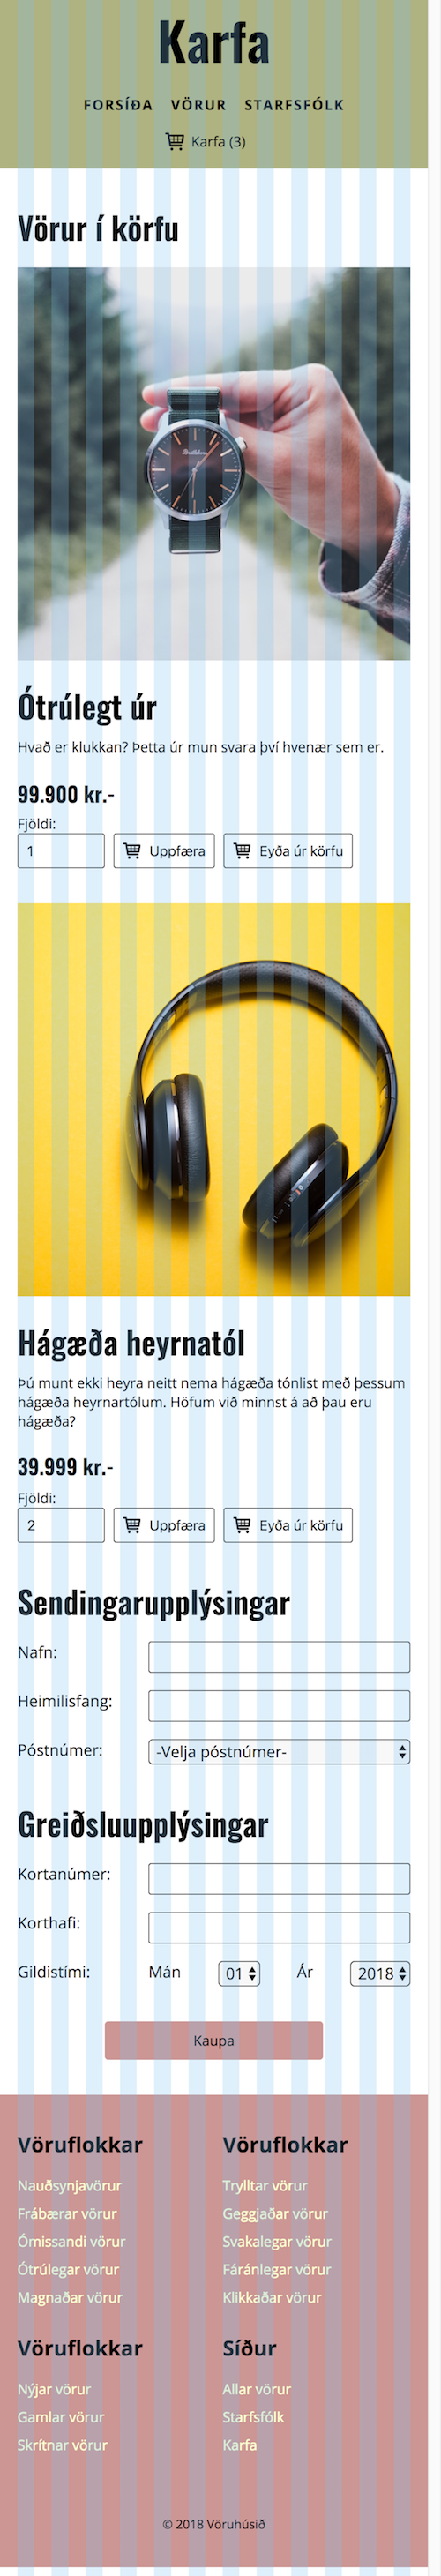 Karfa
FORSÍÐA VÖRUR STARFSFÓLK
Karfa (3)
Vörur í körfu
Ótrúlegt úr
Hvað er klukkan? Þetta úr mun svara því hvenær sem er.
99.900 kr.-
Fjöldi:
1 Uppfæra Eyða úr körfu
Hágæða heyrnatól
Þú munt ekki heyra neitt nema hágæða tónlist með þessum
hágæða heyrnartólum. Höfum við minnst á að þau eru
hágæða?
39.999 kr.-
Fjöldi:
2 Uppfæra Eyða úr körfu
Sendingarupplýsingar
Nafn:
Heimilisfang:
Póstnúmer: -Velja póstnúmer-
Greiðsluupplýsingar
Kortanúmer:
Korthafi:
Gildistími: Mán 01 Ár 2018
Kaupa
Vöruflokkar
Nauðsynjavörur
Frábærar vörur
Ómissandi vörur
Ótrúlegar vörur
Magnaðar vörur
Vöruflokkar
Trylltar vörur
Geggjaðar vörur
Svakalegar vörur
Fáránlegar vörur
Klikkaðar vörur
Vöruflokkar
Nýjar vörur
Gamlar vörur
Skrítnar vörur
Síður
Allar vörur
Starfsfólk
Karfa
© 2018 Vöruhúsið